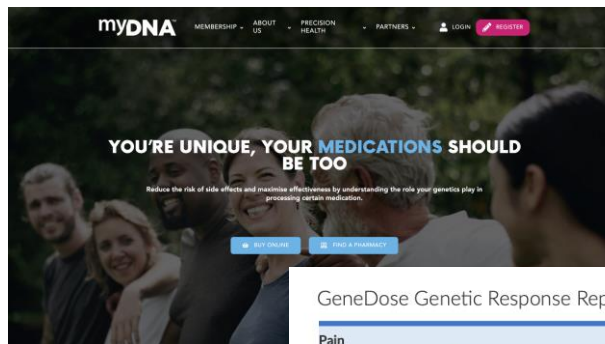 myDNA
MEMBERSHIP
ABOUT US
PRECISION HEALTH
PARTNERS
LOGIN
REGISTER
YOU'RE UNIQUE, YOUR MEDICATIONS SHOULD
BE TOO
Reduce the risk of side effects and maximise effectiveness by understanding the role your genetics play in
processing certain medication.
BUY ONLINE
FIND A PHARMACY
GeneDose Genetic Response Rep
Pain